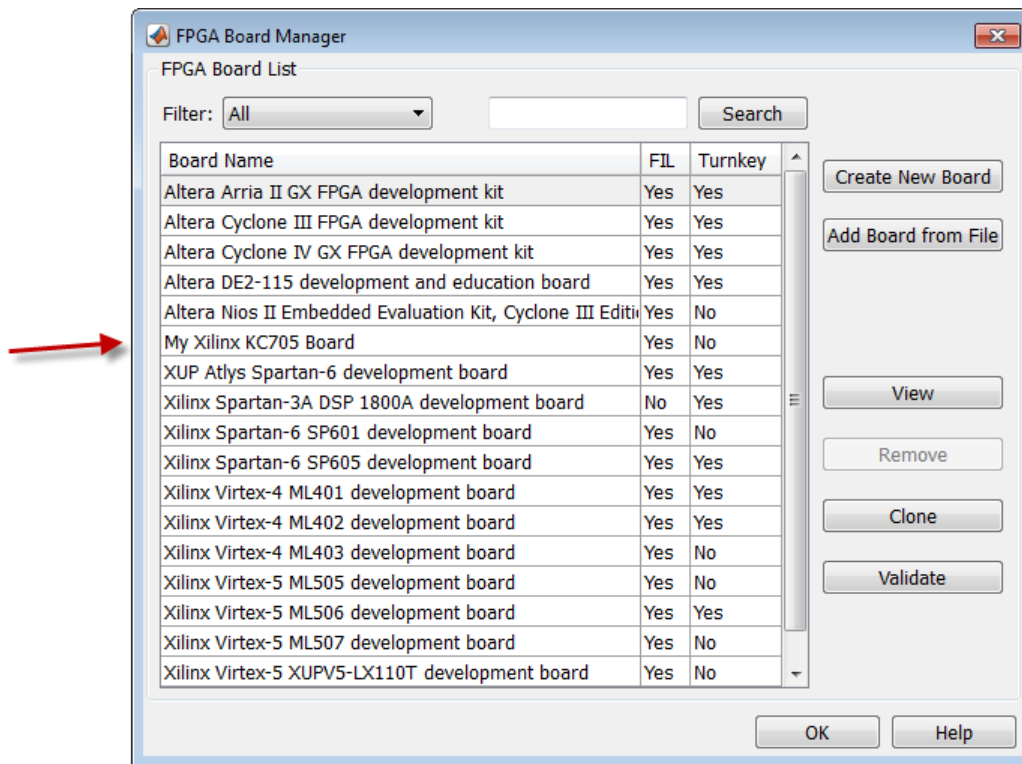 FPGA Board Manager
FPGA Board List
Filter: All Search
Board Name FIL Turnkey
Altera Arria II GX FPGA development kit Yes Yes
Altera Cyclone III FPGA development kit Yes Yes
Altera Cyclone IV GX FPGA development kit Yes Yes
Altera DE2-115 development and education board Yes Yes
Altera Nios II Embedded Evaluation Kit, Cyclone III Editi Yes No
My Xilinx KC705 Board Yes No
XUP Atlys Spartan-6 development board Yes Yes
Xilinx Spartan-3A DSP 1800A development board No Yes
Xilinx Spartan-6 SP601 development board Yes No
Xilinx Spartan-6 SP605 development board Yes Yes
Xilinx Virtex-4 ML401 development board Yes Yes
Xilinx Virtex-4 ML402 development board Yes Yes
Xilinx Virtex-4 ML403 development board Yes No
Xilinx Virtex-5 ML505 development board Yes No
Xilinx Virtex-5 ML506 development board Yes Yes
Xilinx Virtex-5 ML507 development board Yes No
Xilinx Virtex-5 XUPV5-LX110T development board Yes No
Create New Board
Add Board from File
View
Remove
Clone
Validate
OK Help